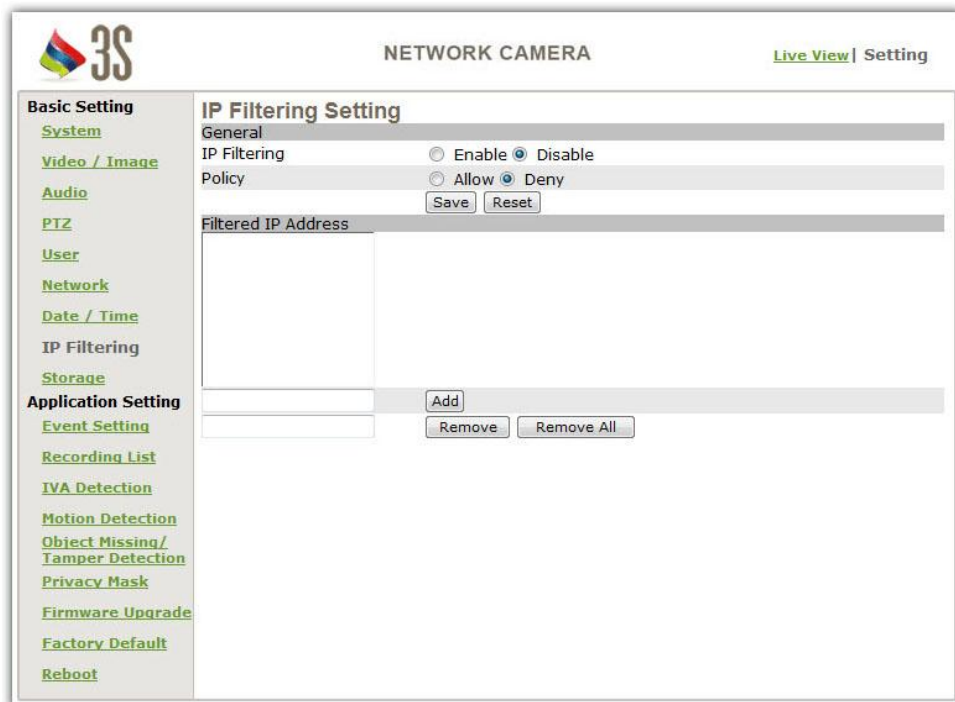 3S
NETWORK CAMERA
Live View| Setting
Basic Setting
System
Video / Image
Audio
PTZ
User
Network
Date / Time
IP Filtering
Storage
Application Setting
Event Setting
Recording List
IVA Detection
Motion Detection
Object Missing/
Tamper Detection
Privacy Mask
Firmware Upgrade
Factory Default
Reboot
IP Filtering Setting
General
IP Filtering Enable Disable
Policy Allow Deny
Save Reset
Filtered IP Address
Add
Remove Remove All